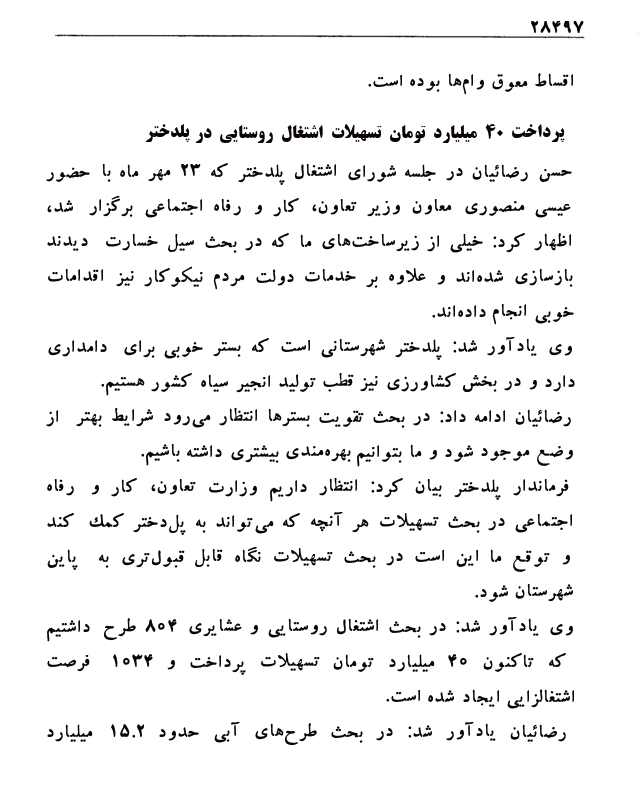 ۲۸۴۹۷
اقساط معوق وام‌ها بوده است.
پرداخت ۴۰ میلیارد تومان تسهیلات اشتغال روستایی در پلدختر
حسن رضائیان در جلسه شورای اشتغال پلدختر که ۲۳ مهر ماه با حضور
عیسی منصوری معاون وزیر تعاون، کار و رفاه اجتماعی برگزار شد،
اظهار کرد: خیلی از زیرساخت‌های ما که در بحث سیل خسارت دیدند
بازسازی شده‌اند و علاوه بر خدمات دولت مردم نیکوکار نیز اقدامات
خوبی انجام داده‌اند.
وی یادآور شد: پلدختر شهرستانی است که بستر خوبی برای دامداری
دارد و در بخش کشاورزی نیز قطب تولید انجیر سیاه کشور هستیم.
رضائیان ادامه داد: در بحث تقویت بسترها انتظار می‌رود شرایط بهتر از
وضع موجود شود و ما بتوانیم بهره‌مندی بیشتری داشته باشیم.
فرماندار پلدختر بیان کرد: انتظار داریم وزارت تعاون، کار و رفاه
اجتماعی در بحث تسهیلات هر آنچه که می‌تواند به پل‌دختر کمك کند
و توقع ما این است در بحث تسهیلات نگاه قابل قبول‌تری به پاین
شهرستان شود.
وی یادآور شد: در بحث اشتغال روستایی و عشایری ۸۰۴ طرح داشتیم
که تاکنون ۴۰ میلیارد تومان تسهیلات پرداخت و ۱۰۳۴ فرصت
اشتغالزایی ایجاد شده است.
رضائیان یادآور شد: در بحث طرح‌های آبی حدود ۱۵.۲ میلیارد